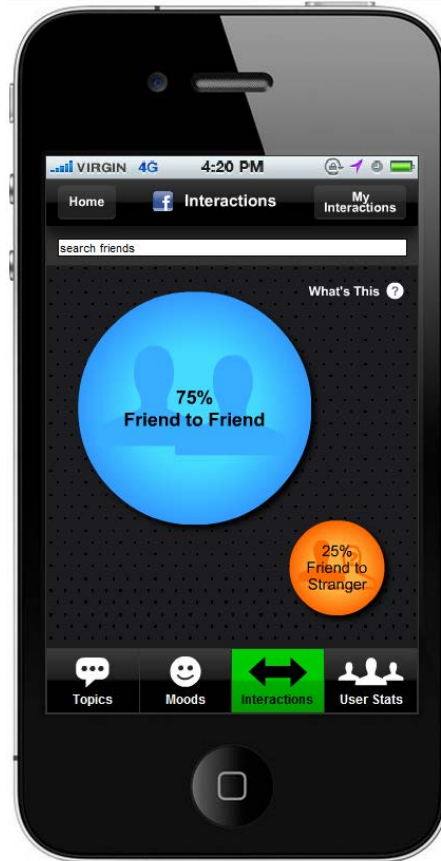 VIRGIN 4G 4:20 PM
Home
f Interactions
My
Interactions
search friends
What's This ?
75%
Friend to Friend
25%
Friend to
Stranger
Topics
Moods
Interactions
User Stats